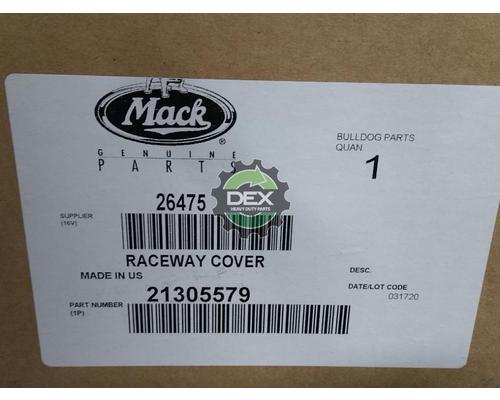 Mack
®
GENUINE
PARTS
BULLDOG PARTS
QUAN.
1
SUPPLIER
(16V)
26475
DEX
HEAVY DUTY PARTS
RACEWAY COVER
MADE IN US
DESC.
PART NUMBER
(1P)
21305579
DATE/LOT CODE
031720